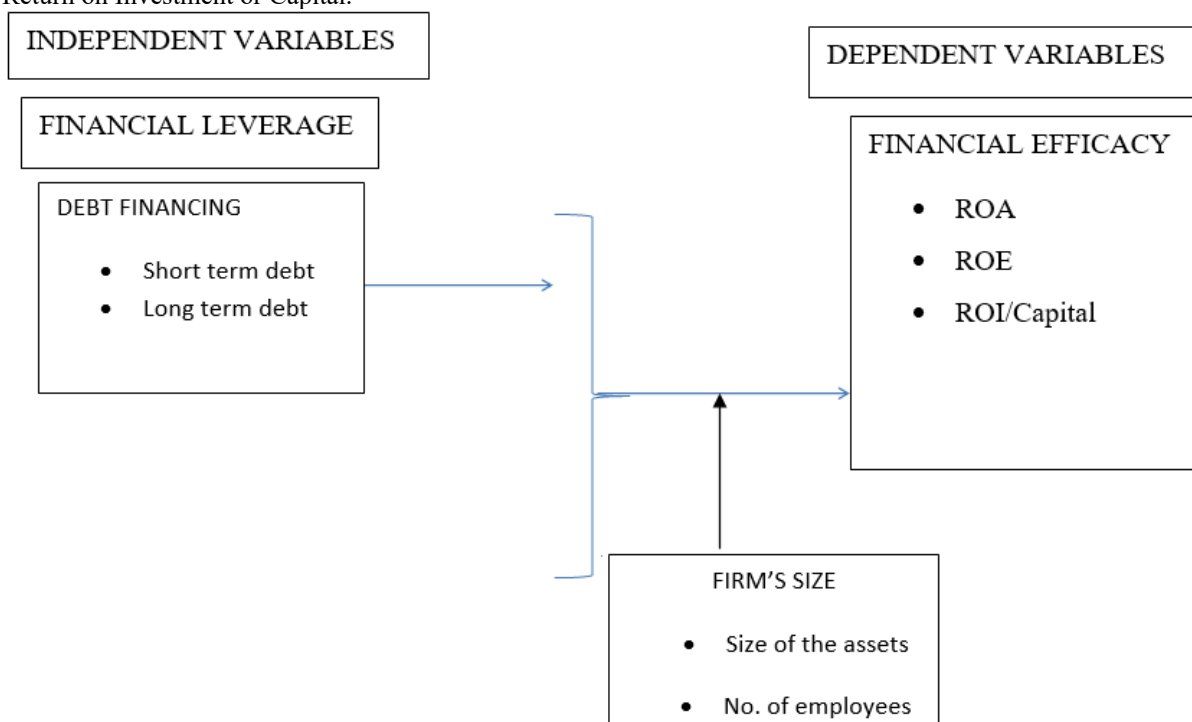 Return on Investment of Capital.
INDEPENDENT VARIABLES
DEPENDENT VARIABLES
FINANCIAL LEVERAGE
FINANCIAL EFFICACY
• ROA
• ROE
• ROI/Capital
DEBT FINANCING
• Short term debt
• Long term debt
FIRM’S SIZE
• Size of the assets
• No. of employees